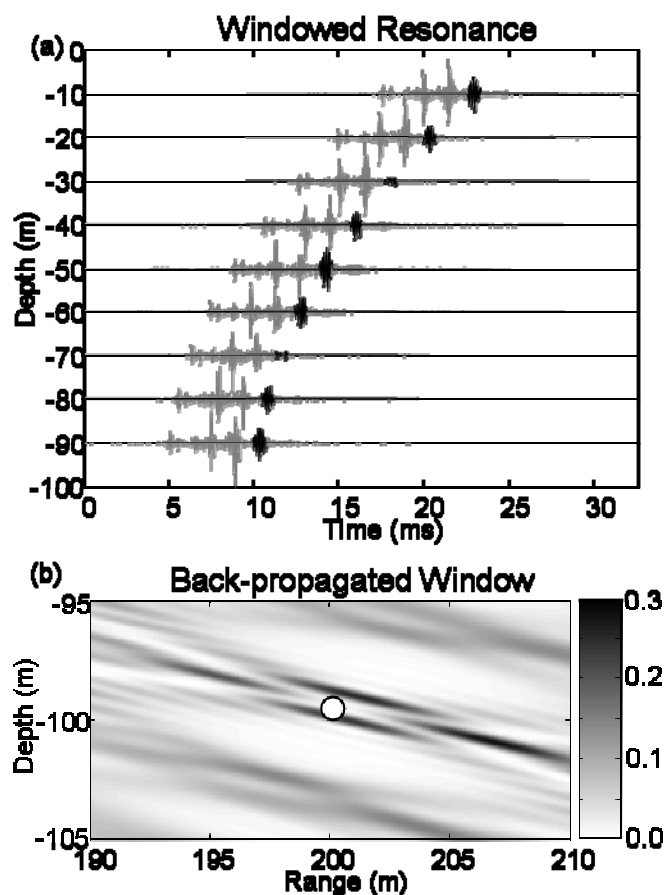 Windowed Resonance
(a)
0
-10
-20
-30
-40
-50
-60
-70
-80
-90
-100
Depth (m)
0 5 10 15 20 25 30
Time (ms)
(b)
Back-propagated Window
-95
-100
-105
Depth (m)
190 195 200 205 210
Range (m)
0.3
0.2
0.1
0.0